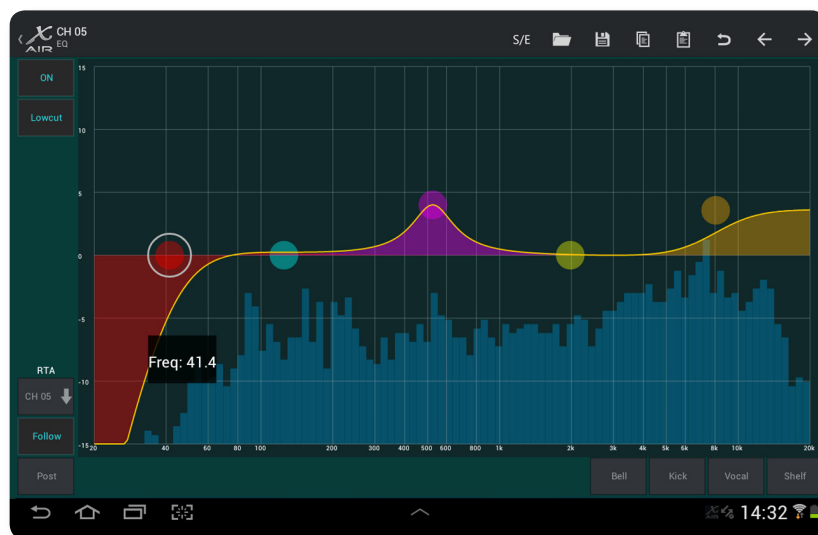 X AIR CH 05
EQ
S/E
ON
Lowcut
RTA
CH 05
Follow
Post
15
10
5
0
-5
-10
-15
Freq: 41.4
20 40 60 80 100 200 300 400 500 600 800 1k 2k 3k 4k 5k 6k 8k 10k 20k
Bell Kick Vocal Shelf
14:32